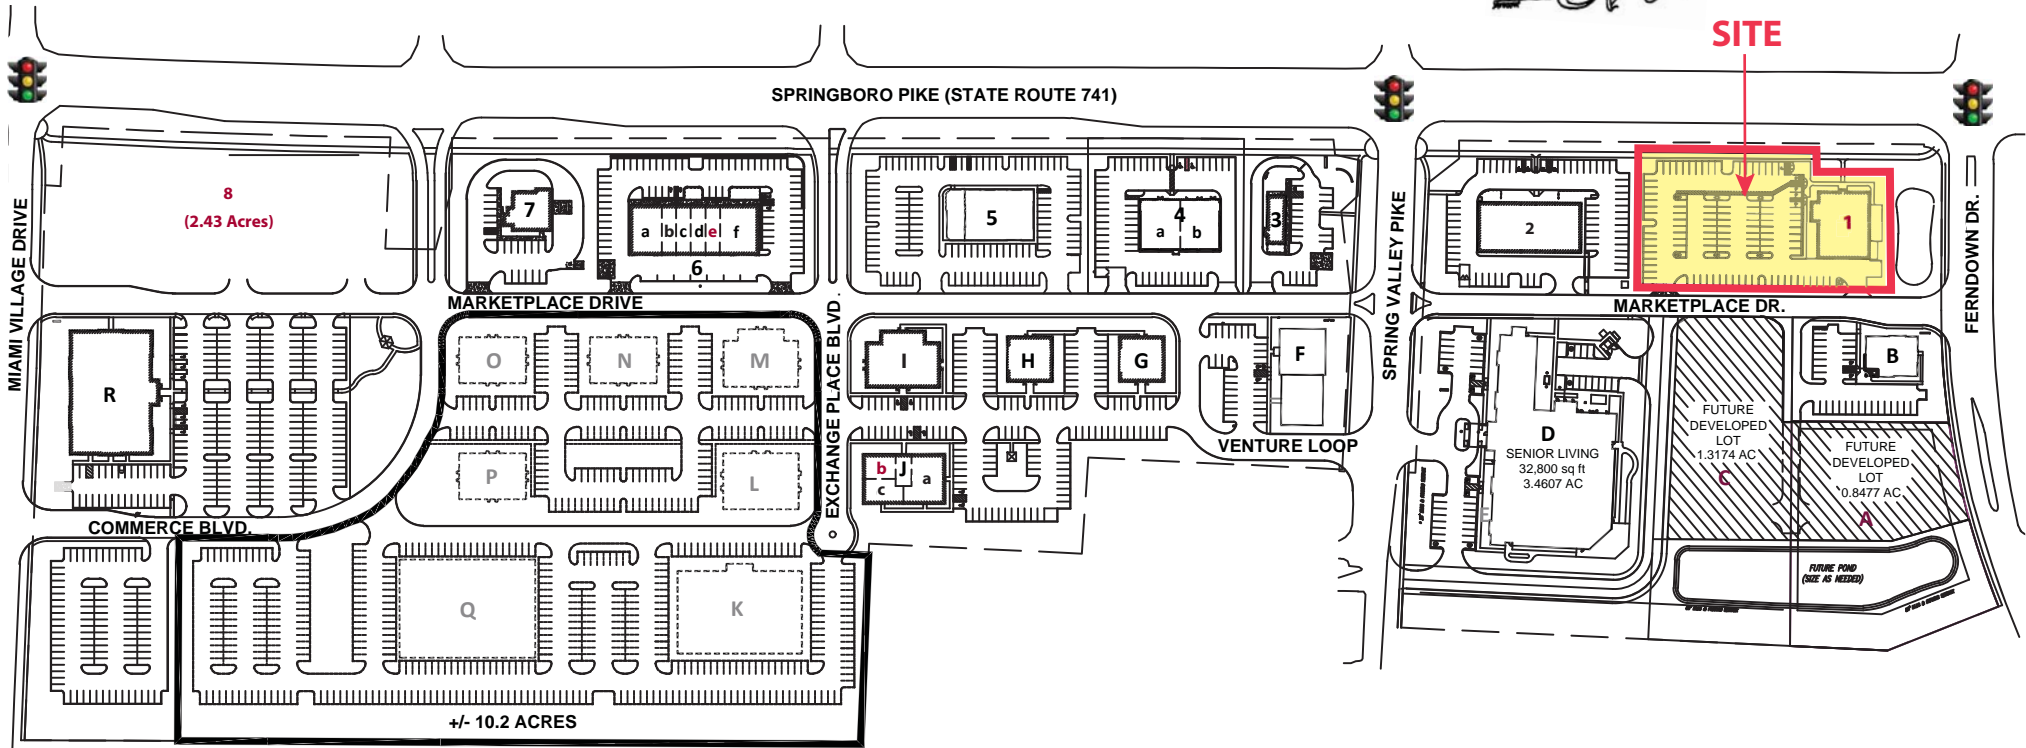 SITE
SPRINGBORO PIKE (STATE ROUTE 741)
MIAMI VILLAGE DRIVE
8
(2.43 Acres)
7
a b c d e f
6
5
4
a b
3
SPRING VALLEY PIKE
2
1
FERNDOWN DR.
MARKETPLACE DRIVE
MARKETPLACE DR.
EXCHANGE PLACE BLVD.
R
O
N
M
I
H
G
F
B
P
L
b
J
a
c
VENTURE LOOP
D
SENIOR LIVING
32,800 sq ft
3.4607 AC
FUTURE
DEVELOPED
LOT
1.3174 AC
C
FUTURE
DEVELOPED
LOT
0.8477 AC
A
COMMERCE BLVD.
Q
K
FUTURE POND
(SIZE AS NEEDED)
+/- 10.2 ACRES